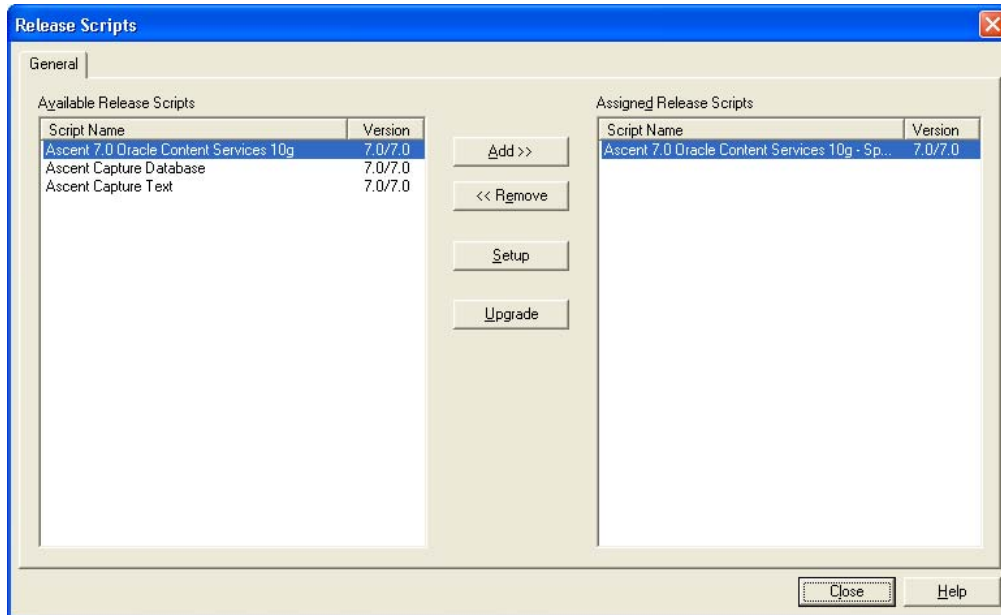 Release Scripts
General
Available Release Scripts
Script Name Version
Ascent 7.0 Oracle Content Services 10g 7.0/7.0
Ascent Capture Database 7.0/7.0
Ascent Capture Text 7.0/7.0
Add >>
<< Remove
Setup
Upgrade
Assigned Release Scripts
Script Name Version
Ascent 7.0 Oracle Content Services 10g - Sp... 7.0/7.0
Close Help